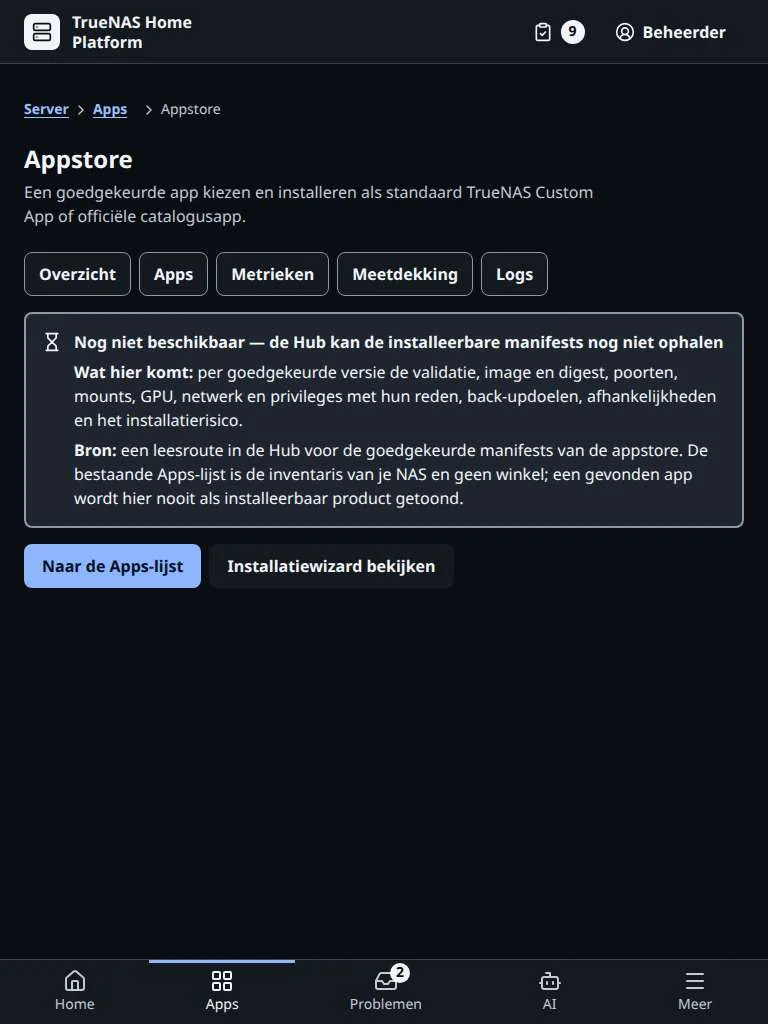 TrueNAS Home
Platform
9
Beheerder
Server > Apps > Appstore
Appstore
Een goedgekeurde app kiezen en installeren als standaard TrueNAS Custom
App of officiële catalogusapp.
Overzicht
Apps
Metrieken
Meetdekking
Logs
Nog niet beschikbaar — de Hub kan de installeerbare manifests nog niet ophalen
Wat hier komt: per goedgekeurde versie de validatie, image en digest, poorten,
mounts, GPU, netwerk en privileges met hun reden, back-updoelen, afhankelijkheden
en het installatierisico.
Bron: een leesroute in de Hub voor de goedgekeurde manifests van de appstore. De
bestaande Apps-lijst is de inventaris van je NAS en geen winkel; een gevonden app
wordt hier nooit als installeerbaar product getoond.
Naar de Apps-lijst
Installatiewizard bekijken
Home
Apps
2
Problemen
AI
Meer